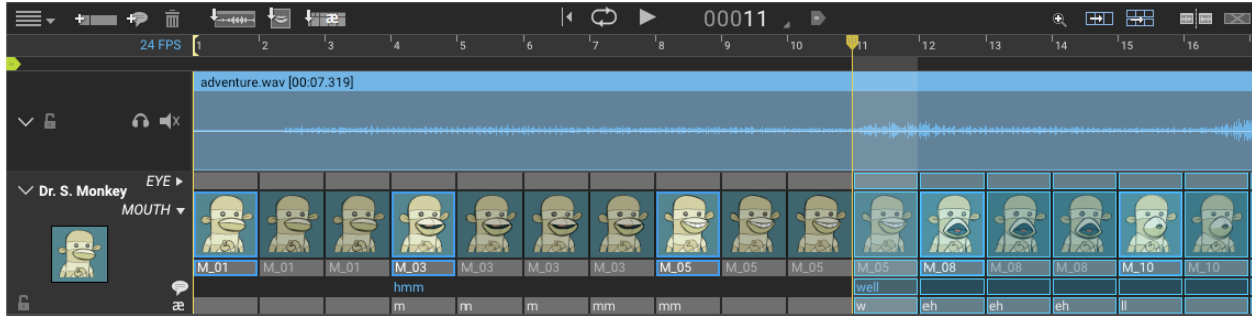 æ 00011
24 FPS 1 2 3 4 5 6 7 8 9 10 11 12 13 14 15 16
adventure.wav [00:07.319]
EYE
Dr. S. Monkey
MOUTH
M_01 M_01 M_01 M_03 M_03 M_03 M_03 M_05 M_05 M_05 M_05 M_08 M_08 M_08 M_10 M_10
hmm well
æ m m m mm mm w eh eh eh ll